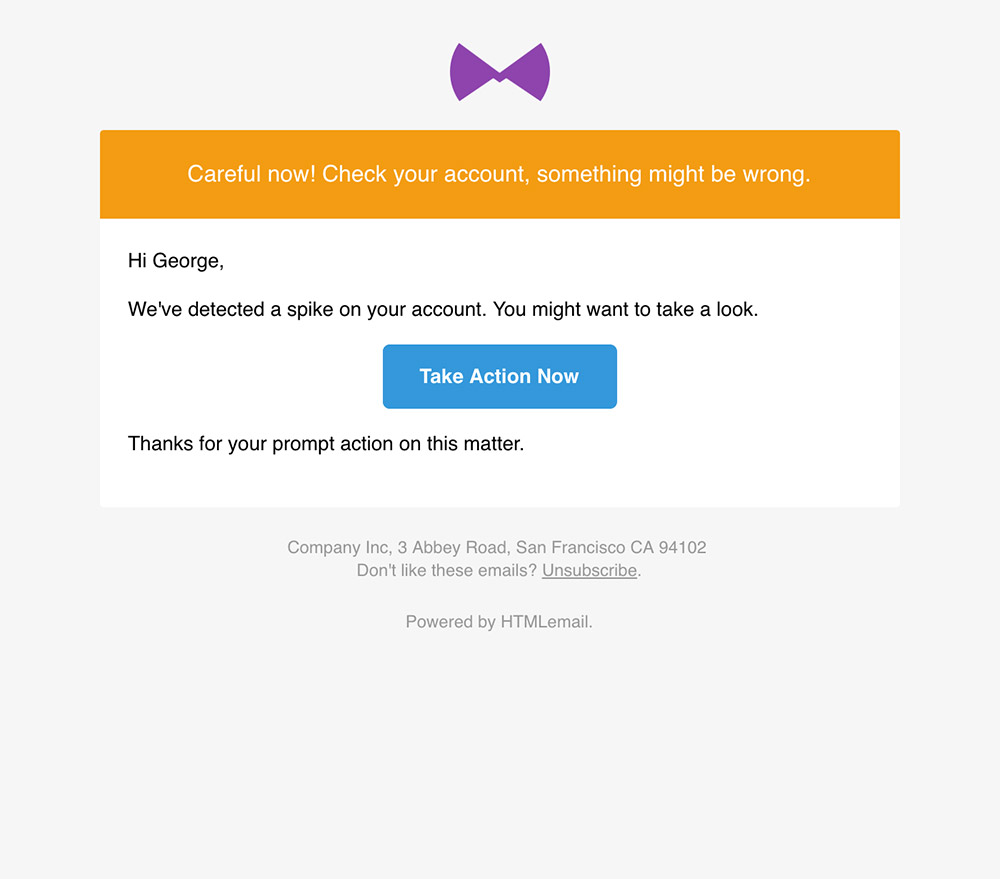 Careful now! Check your account, something might be wrong.
Hi George,
We've detected a spike on your account. You might want to take a look.
Take Action Now
Thanks for your prompt action on this matter.
Company Inc, 3 Abbey Road, San Francisco CA 94102
Don't like these emails? Unsubscribe.
Powered by HTMLemail.